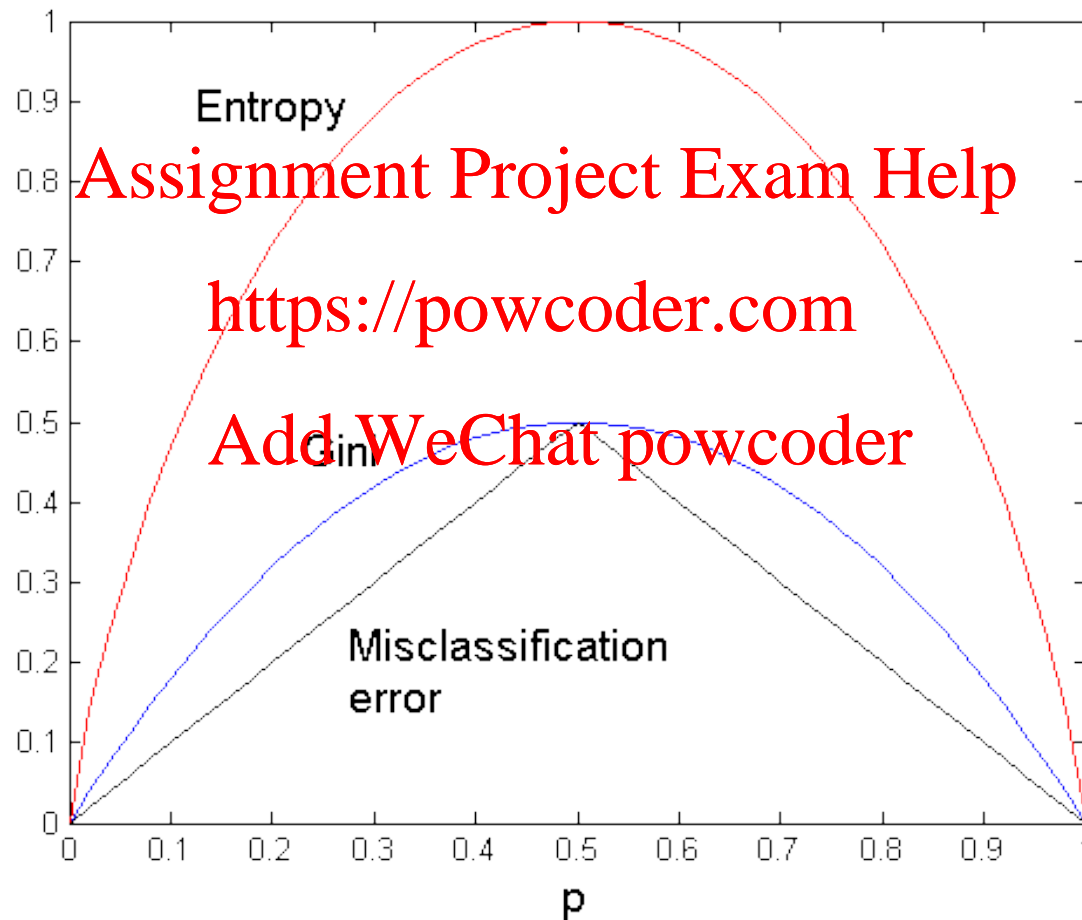 1
0.9
Entropy
Assignment Project Exam Help
0.8
0.7
https://powcoder.com
0.6
0.5
Add WeChat powcoder
Gini
0.4
0.3
Misclassification
error
0.2
0.1
0
0 0.1 0.2 0.3 0.4 0.5 0.6 0.7 0.8 0.9
p